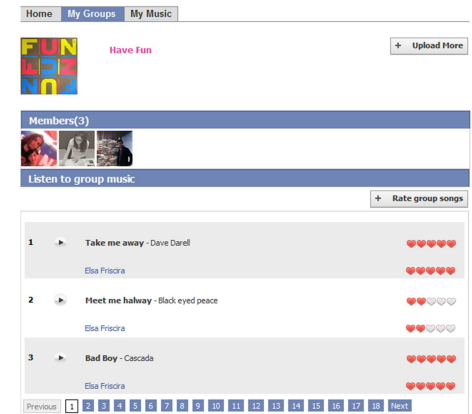 Home My Groups My Music
FUN
FUN
NOW
Have Fun
+ Upload More
Members(3)
Listen to group music
+ Rate group songs
1 Take me away - Dave Darell
Elsa Friscira
2 Meet me halway - Black eyed peace
Elsa Friscira
3 Bad Boy - Cascada
Elsa Friscira
Previous 1 2 3 4 5 6 7 8 9 10 11 12 13 14 15 16 17 18 Next